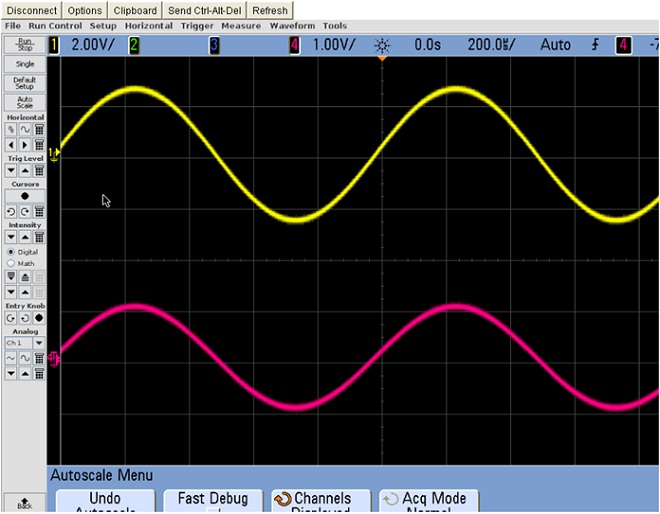 Disconnect Options Clipboard Send Ctrl-Alt-Del Refresh
File Run Control Setup Horizontal Trigger Measure Waveform Tools
Run
Stop
1 2.00V/ 2 3 4 1.00V/ 0.0s 200.0㎲/ Auto 4 -7
Single
Default
Setup
Auto
Scale
Horizontal
Trig Level
Cursors
Intensity
Digital
Math
Entry Knob
Analog
Ch 1
Back
Autoscale Menu
Undo
Autoscale
Fast Debug
Channels
Displayed
Acq Mode
Normal